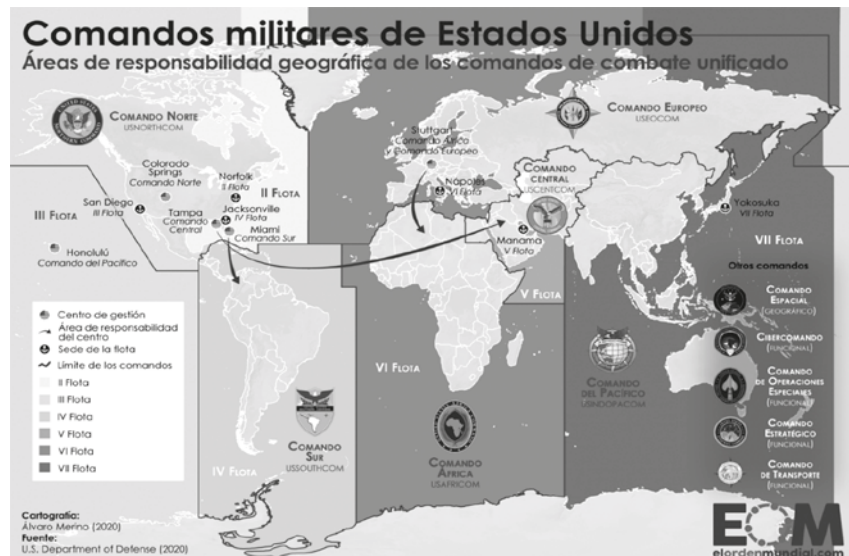 Comandos militares de Estados Unidos
Áreas de responsabilidad geográfica de los comandos de combate unificado
COMANDO NORTE
USNORTHCOM
COMANDO EUROPEO
USEOCOM
Stuttgart
Comando África
y Comando Europeo
COMANDO
CENTRAL
USCENTCOM
Colorado
Springs
Comando Norte
Norfolk
II Flota
II FLOTA
Nápoles
VI Flota
San Diego
III Flota
III FLOTA
Tampa
Comando
Central
Jacksonville
IV Flota
Miami
Comando Sur
Yokosuka
VII Flota
Manama
V Flota
VII FLOTA
Honolulú
Comando del Pacífico
Otros comandos
V FLOTA
COMANDO
ESPACIAL
(GEOGRÁFICO)
Centro de gestión
Área de responsabilidad
del centro
Sede de la flota
Límite de los comandos
II Flota
III Flota
IV Flota
V Flota
VI Flota
VII Flota
CIBERCOMANDO
(FUNCIONAL)
VI FLOTA
COMANDO
DEL PACÍFICO
USINDOPACOM
COMANDO
DE OPERACIONES
ESPECIALES
(FUNCIONAL)
COMANDO
SUR
USSOUTHCOM
IV FLOTA
COMANDO
ÁFRICA
USAFRICOM
COMANDO
ESTRATÉGICO
(FUNCIONAL)
COMANDO
DE TRANSPORTE
(FUNCIONAL)
Cartografía:
Álvaro Merino (2020)
Fuente:
U.S. Department of Defense (2020)
EOM
elordenmundial.com